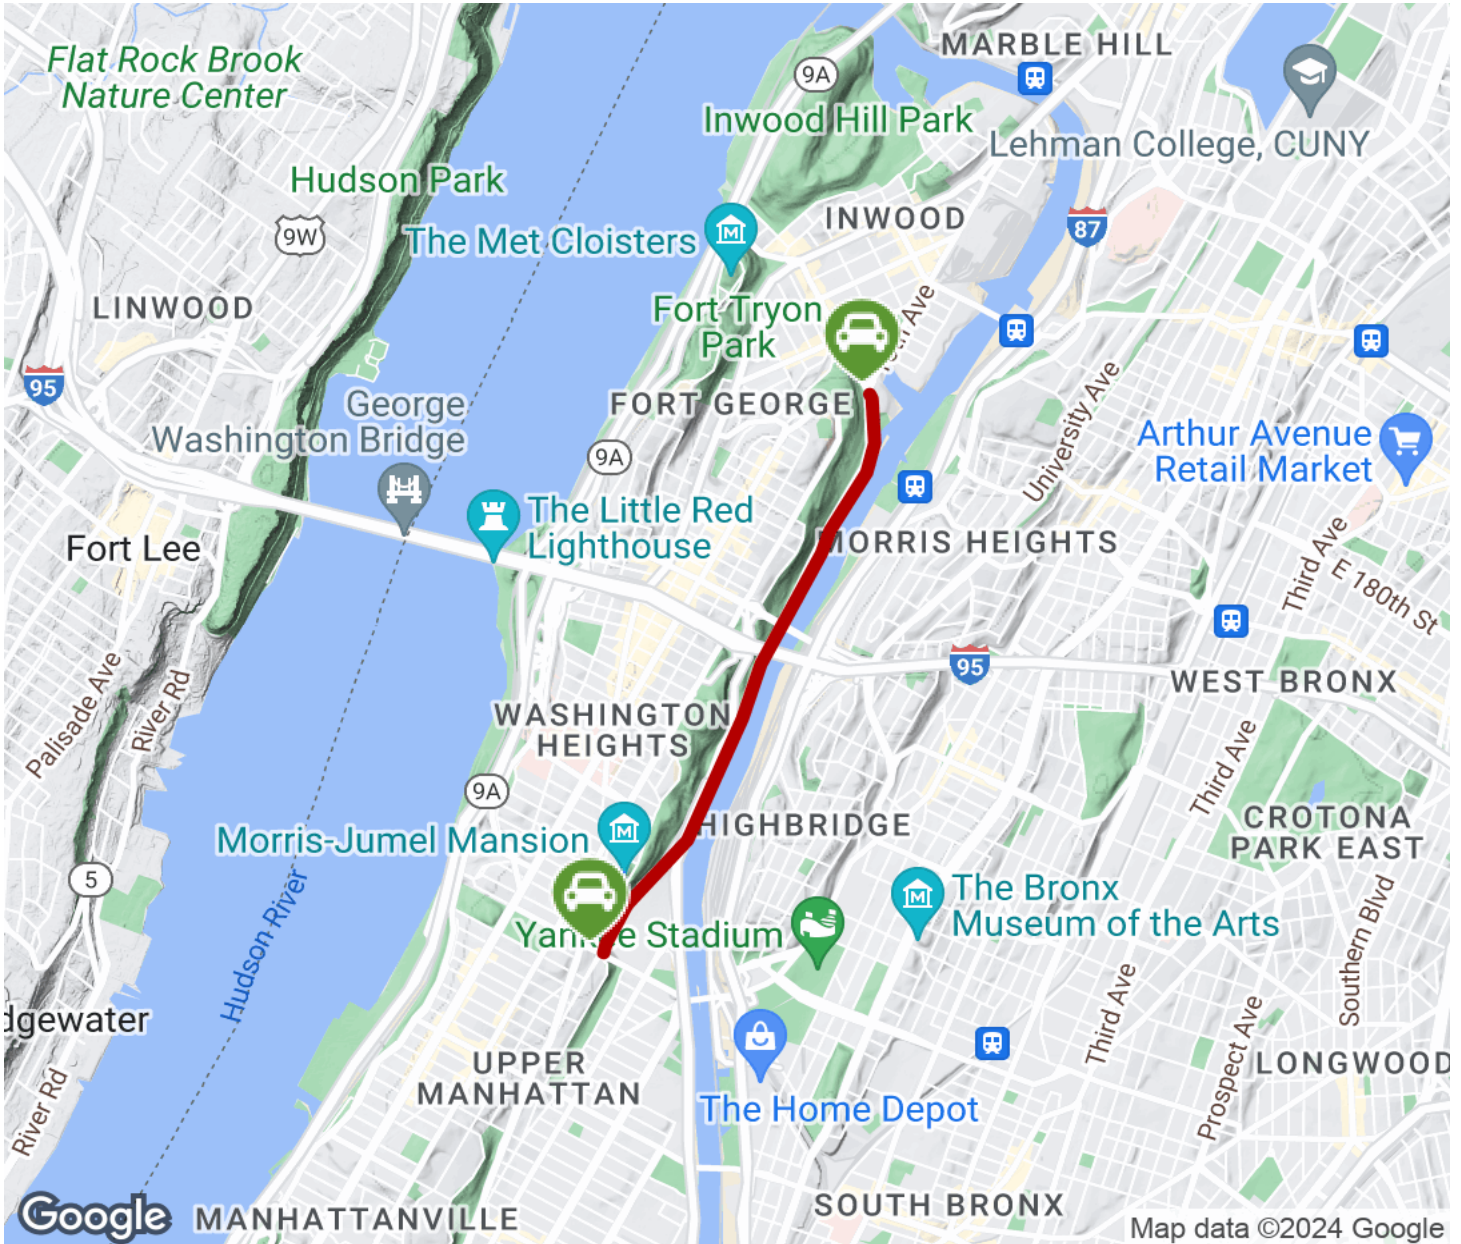 MARBLE HILL
Flat Rock Brook
Nature Center
9A
Inwood Hill Park
Lehman College, CUNY
Hudson Park
9W
INWOOD
87
The Met Cloisters
LINWOOD
Fort Tryon
Park
95
George
Washington Bridge
FORT GEORGE
University Ave
Arthur Avenue
Retail Market
9A
The Little Red
Lighthouse
Fort Lee
MORRIS HEIGHTS
Third Ave
E 180th St
95
WEST BRONX
Palisade Ave
River Rd
WASHINGTON
HEIGHTS
Third Ave
9A
HIGHBRIDGE
CROTONA
PARK EAST
Morris-Jumel Mansion
5
The Bronx
Museum of the Arts
Yankee Stadium
Hudson River
Southern Blvd
dgewater
Third Ave
Prospect Ave
UPPER
MANHATTAN
LONGWOOD
River Rd
The Home Depot
Google
MANHATTANVILLE
SOUTH BRONX
Map data ©2024 Google